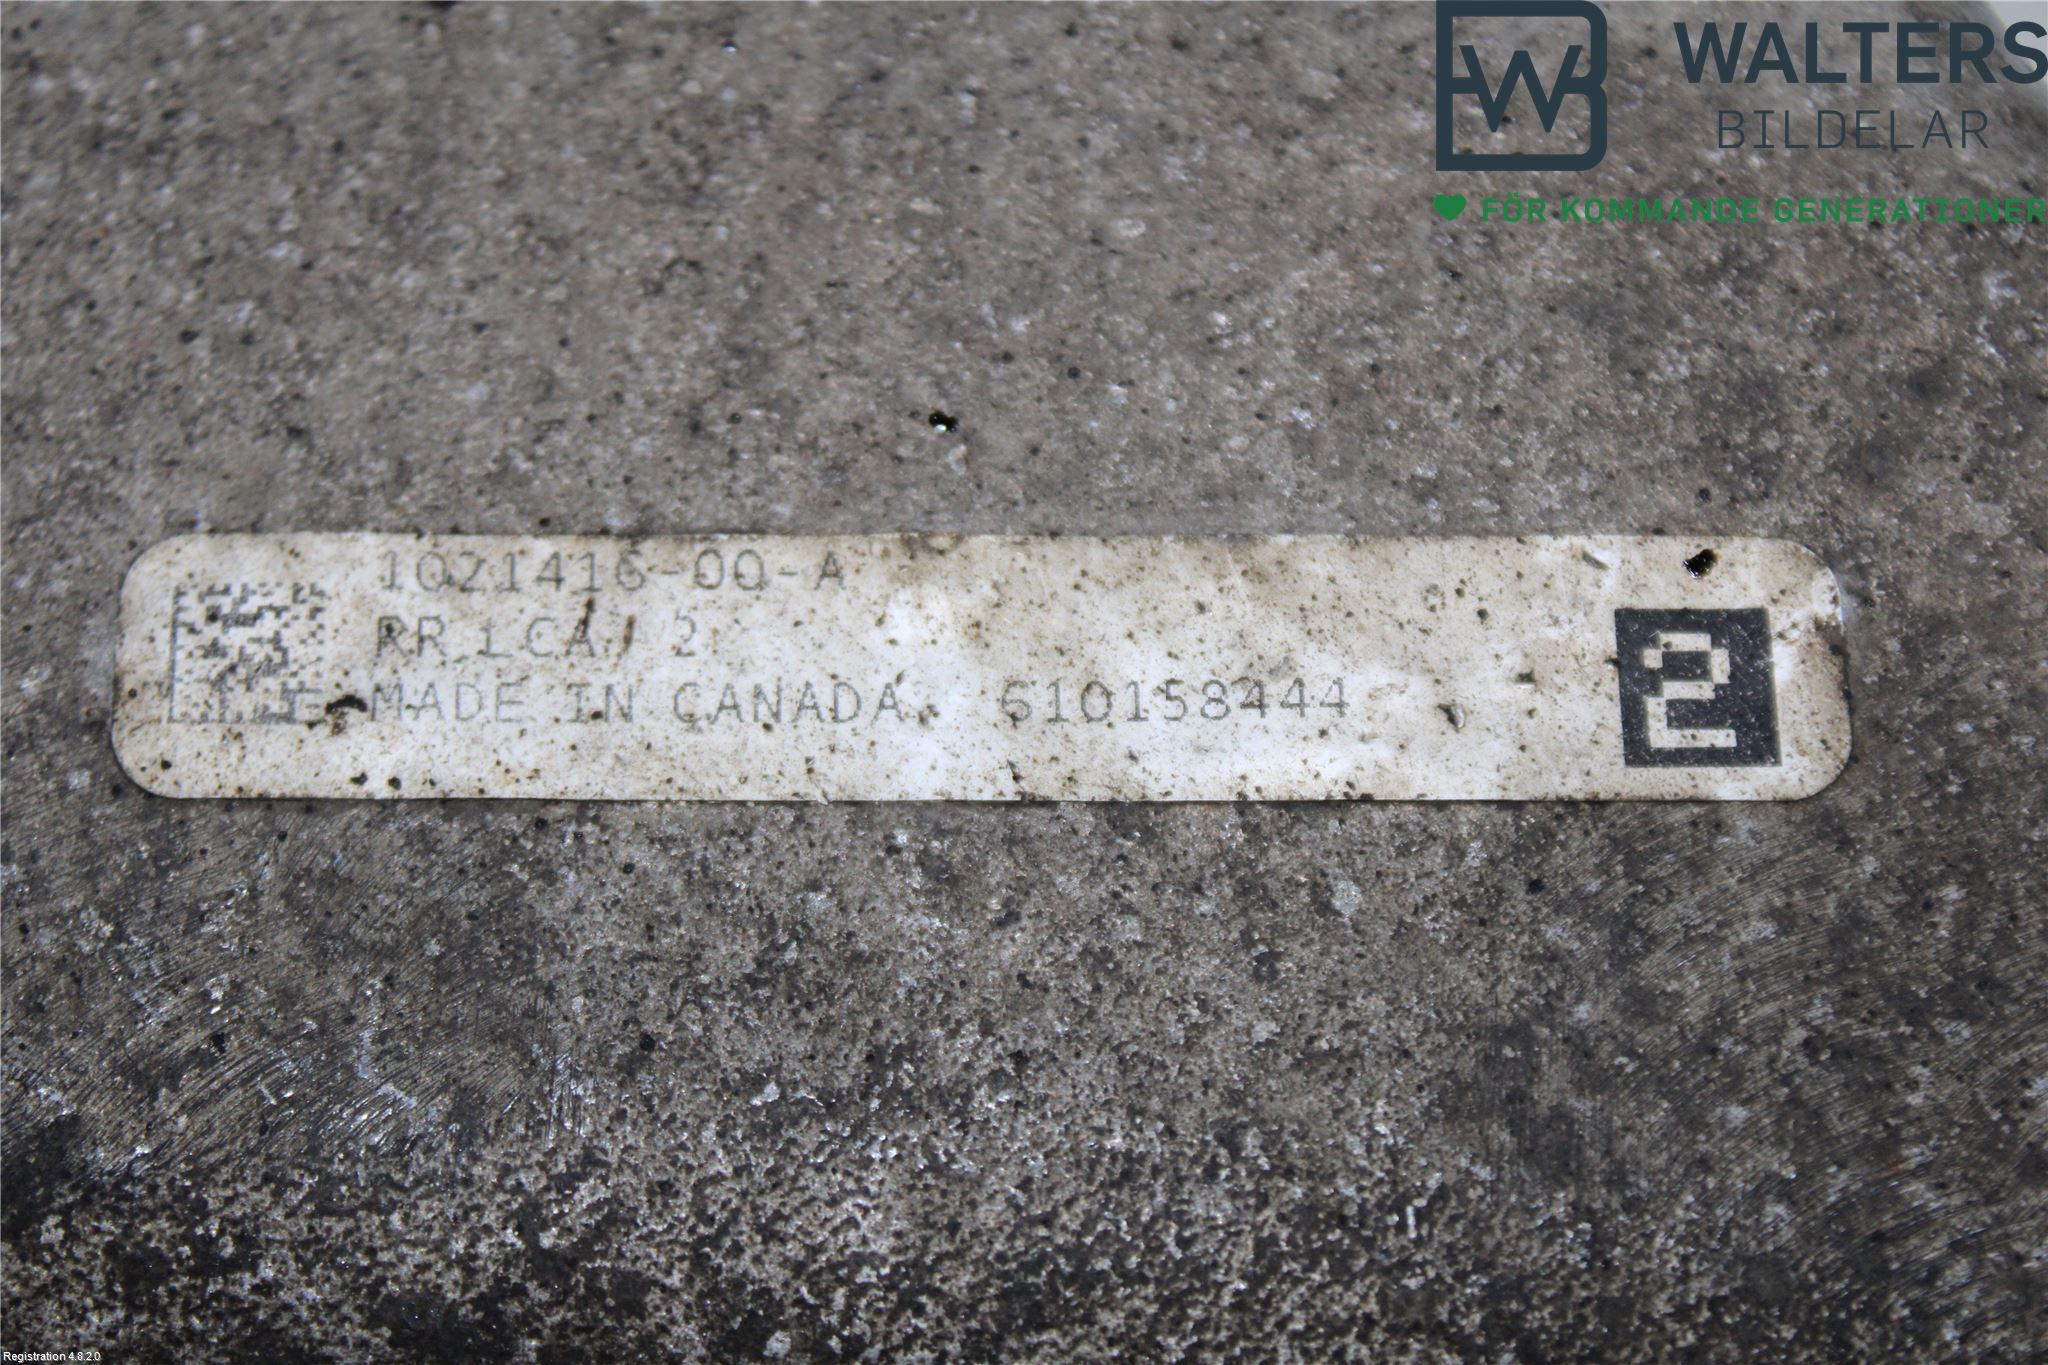 WALTERS
BILDELAR
FÖR KOMMANDE GENERATIONER
1021416-00-A
RR LCA 2
MADE IN CANADA 610158444
2
Registration 4.8.2.0